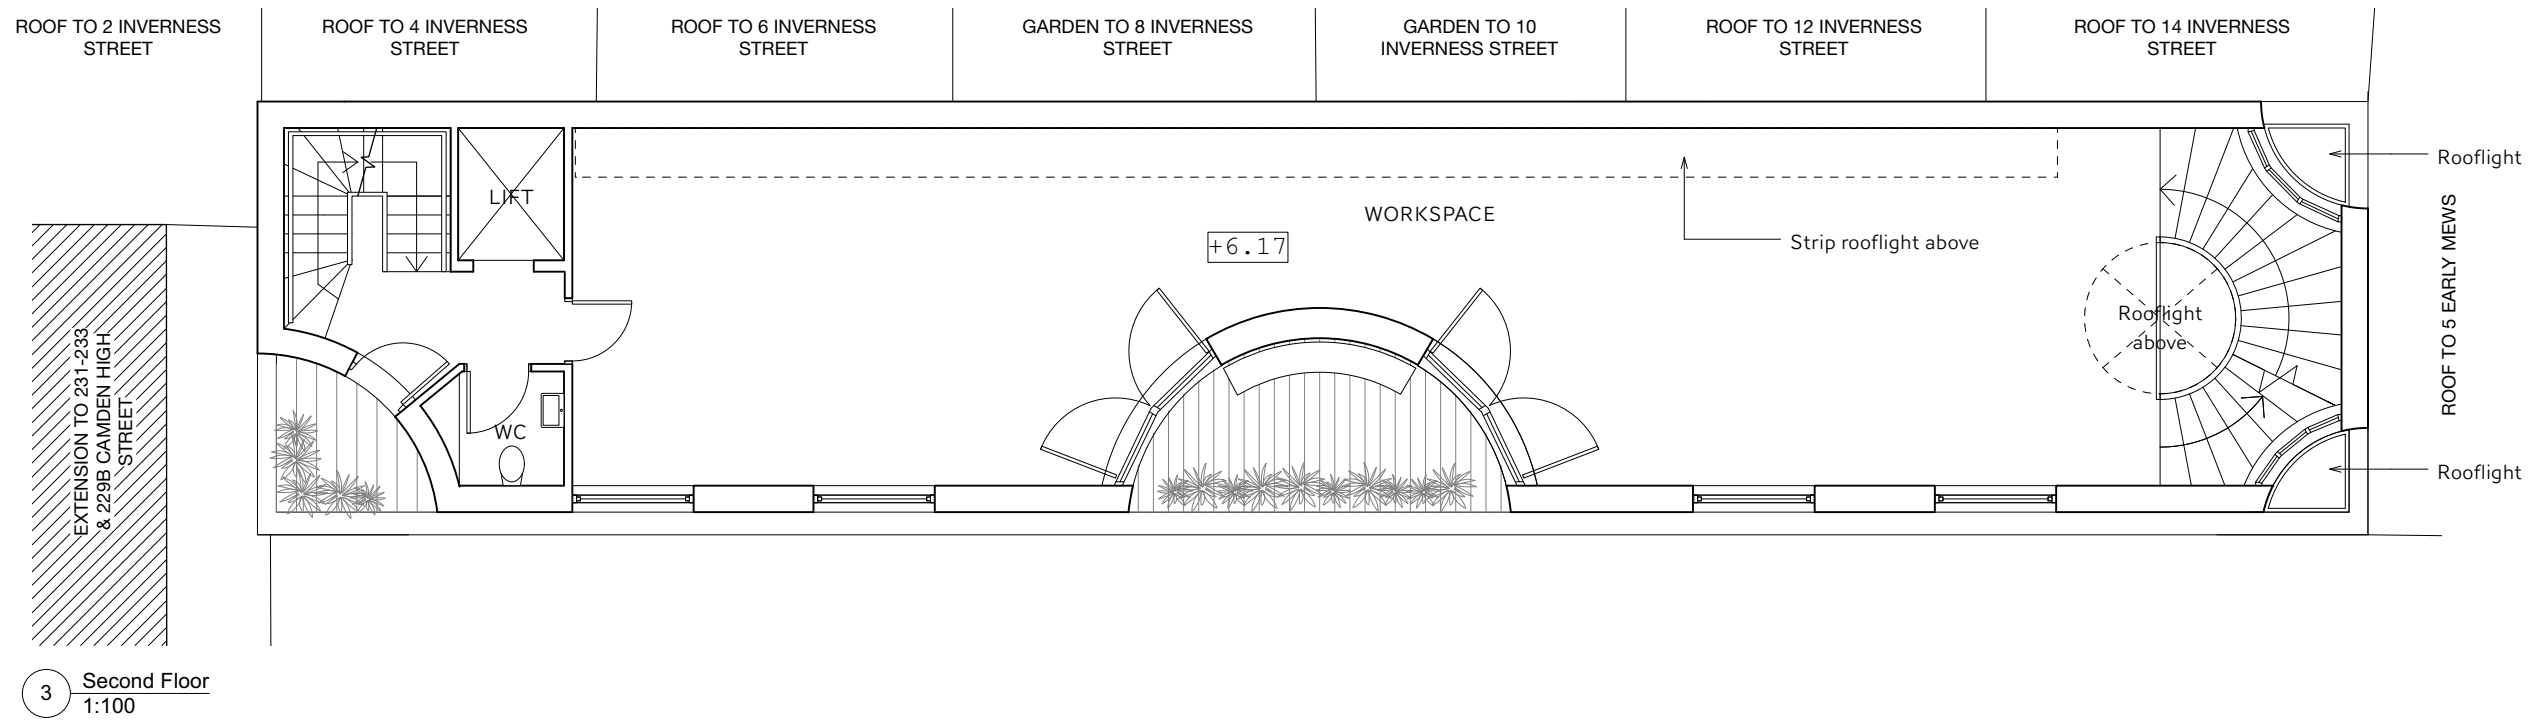 ROOF TO 2 INVERNESS
STREET
ROOF TO 4 INVERNESS
STREET
ROOF TO 6 INVERNESS
STREET
GARDEN TO 8 INVERNESS
STREET
GARDEN TO 10
INVERNESS STREET
ROOF TO 12 INVERNESS
STREET
ROOF TO 14 INVERNESS
STREET
LIFT
WORKSPACE
+6.17
Strip rooflight above
Rooflight
Rooflight
above
ROOF TO 5 EARLY MEWS
EXTENSION TO 231-233
& 229B CAMDEN HIGH
STREET
WC
Rooflight
3
Second Floor
1:100